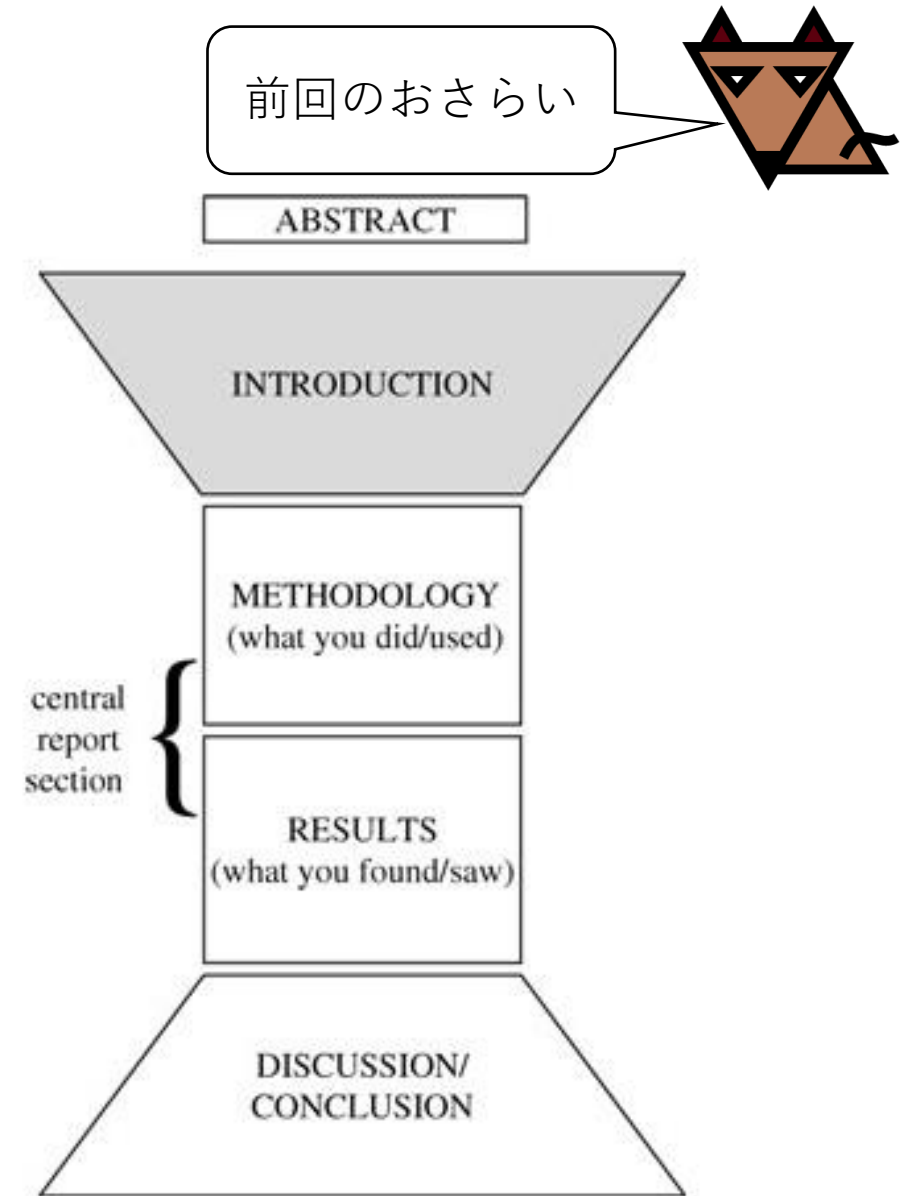 前回のおさらい
ABSTRACT
INTRODUCTION
METHODOLOGY
(what you did/used)
central
report
section
RESULTS
(what you found/saw)
DISCUSSION/
CONCLUSION